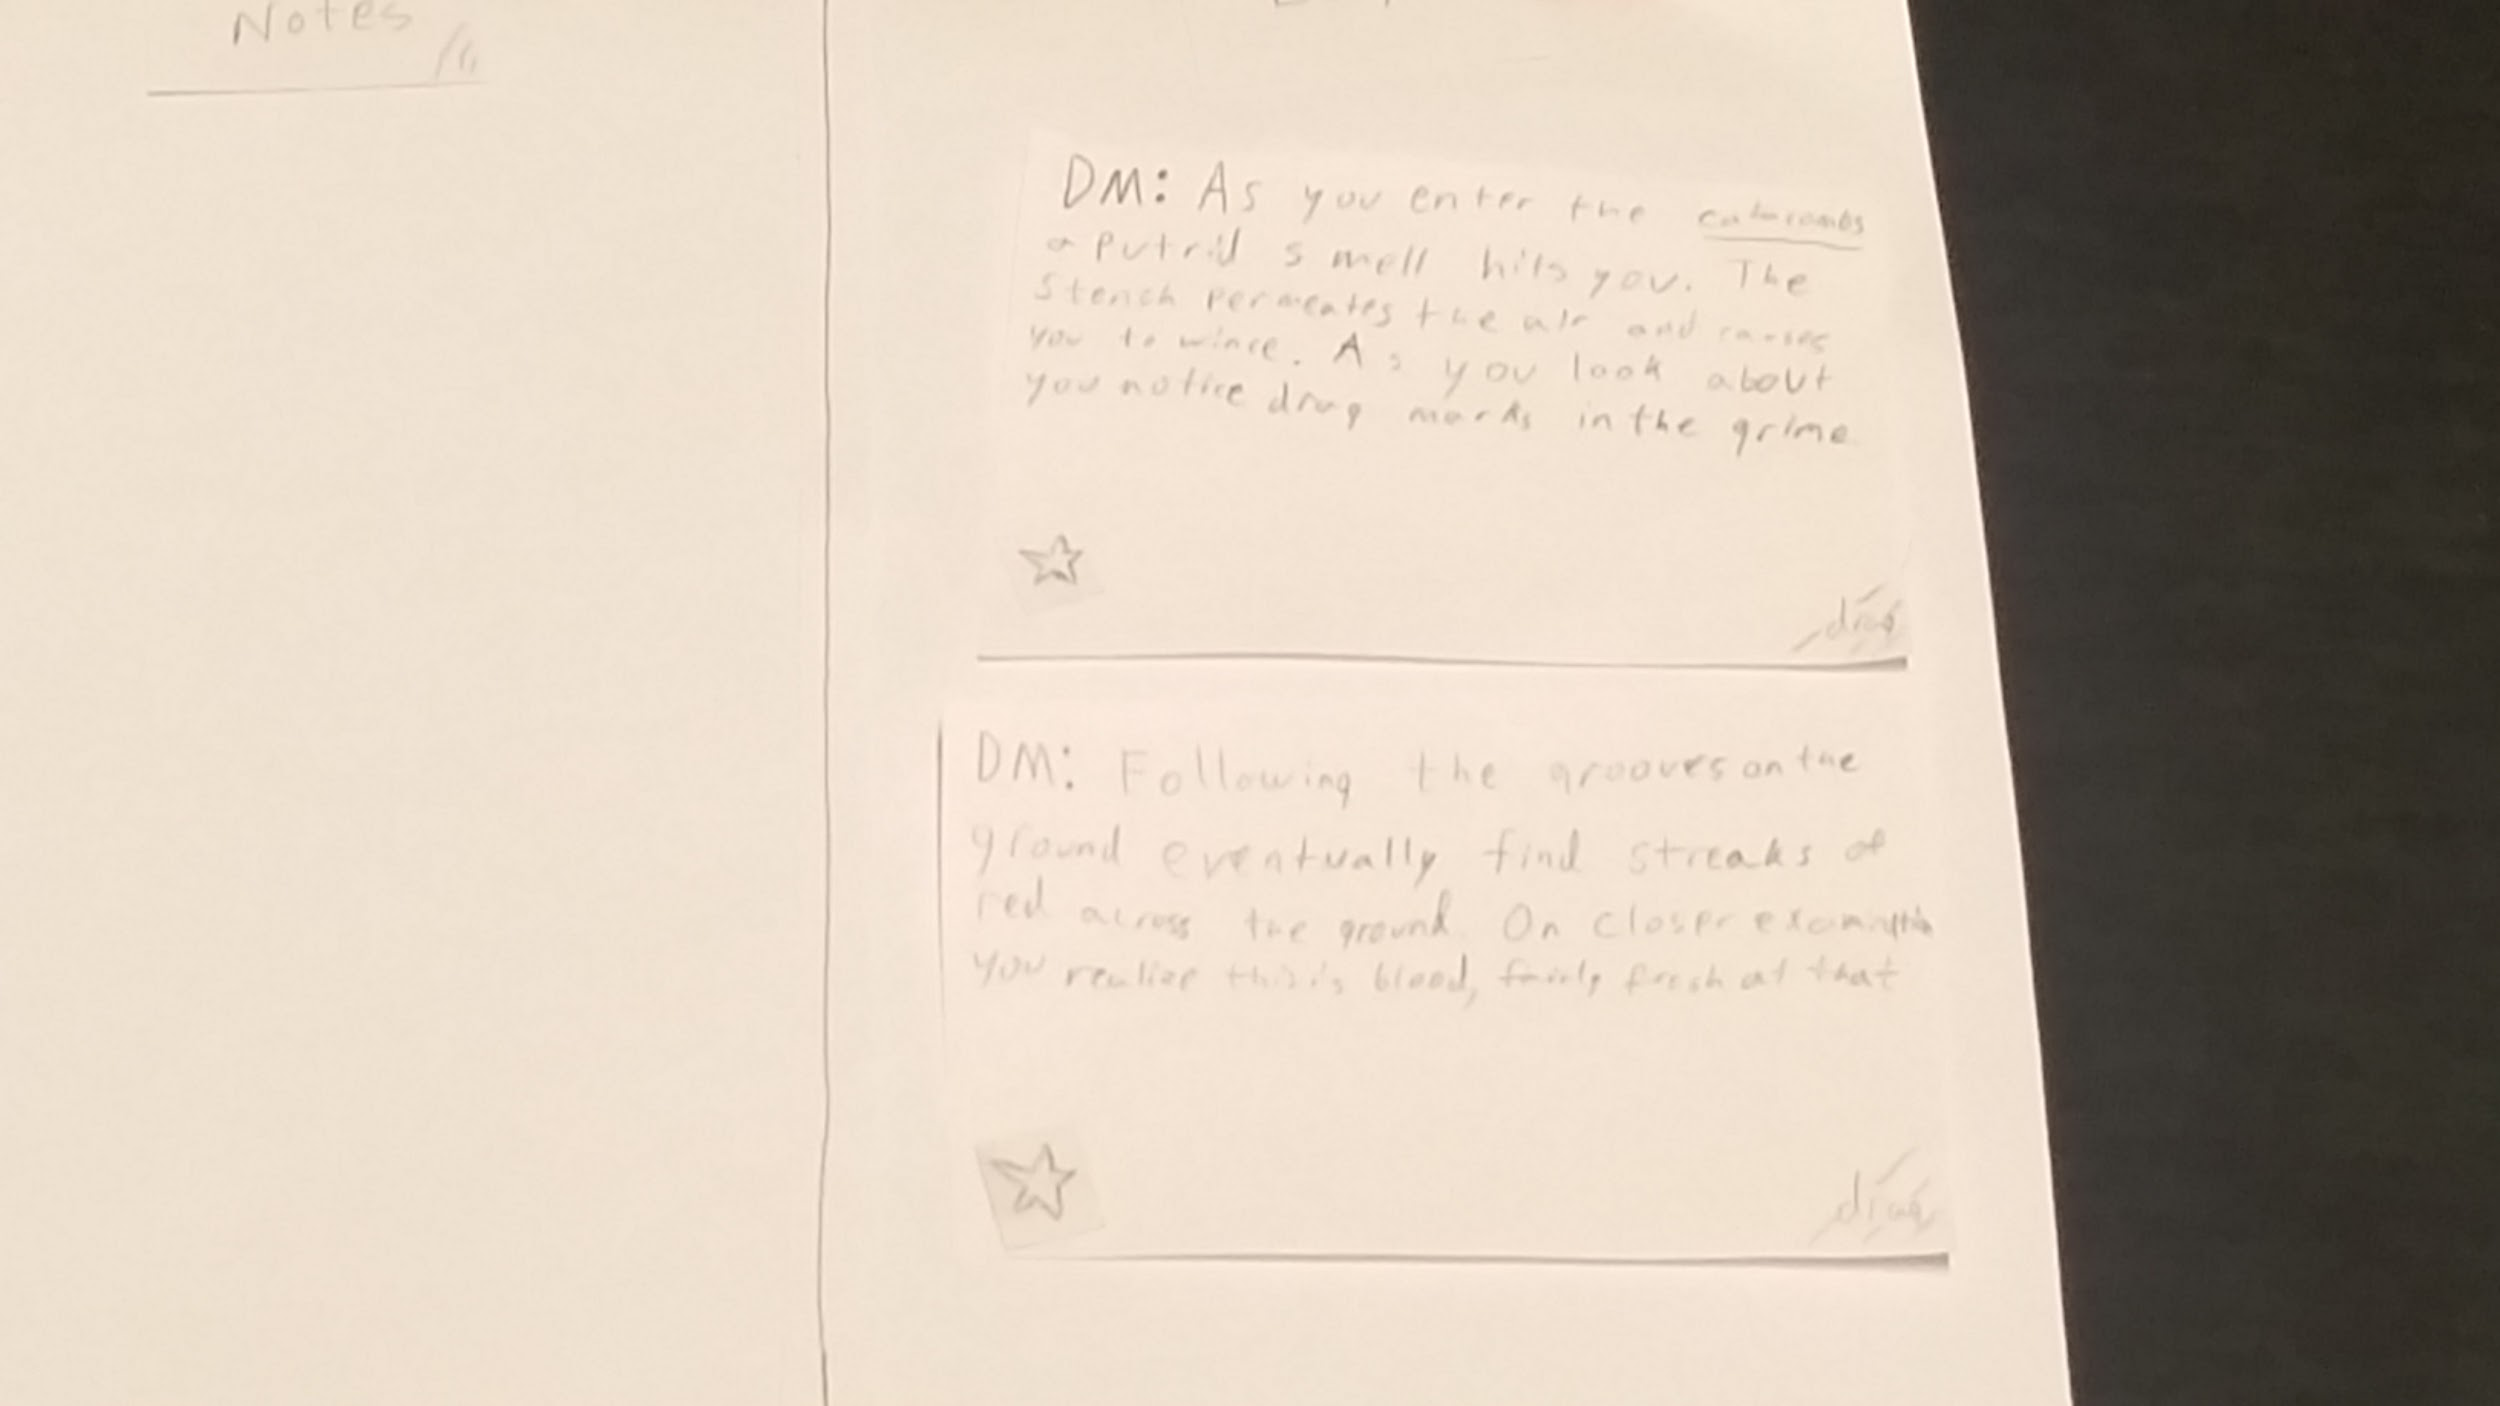 Notes
DM: As you enter the catacombs
a putrid smell hits you. The
stench permeates the air and causes
you to wince. As you look about
you notice drag marks in the grime
drag
DM: Following the grooves on the
ground eventually find streaks of
red across the ground. On closer examination
you realize this is blood, fairly fresh at that
drag